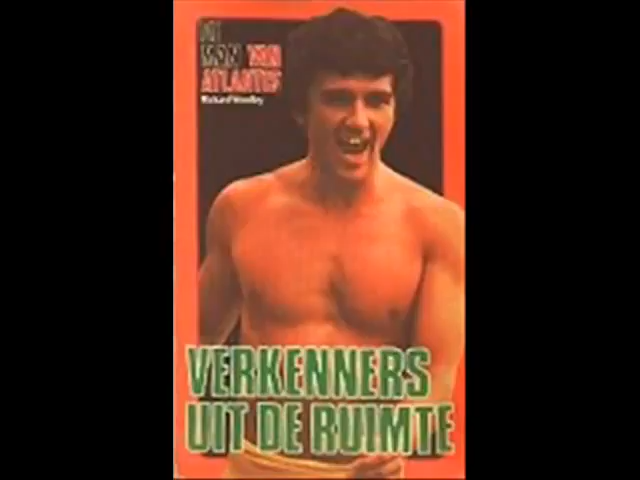 DE
MAN VAN
ATLANTIS
Richard Woodley
VERKENNERS
UIT DE RUIMTE